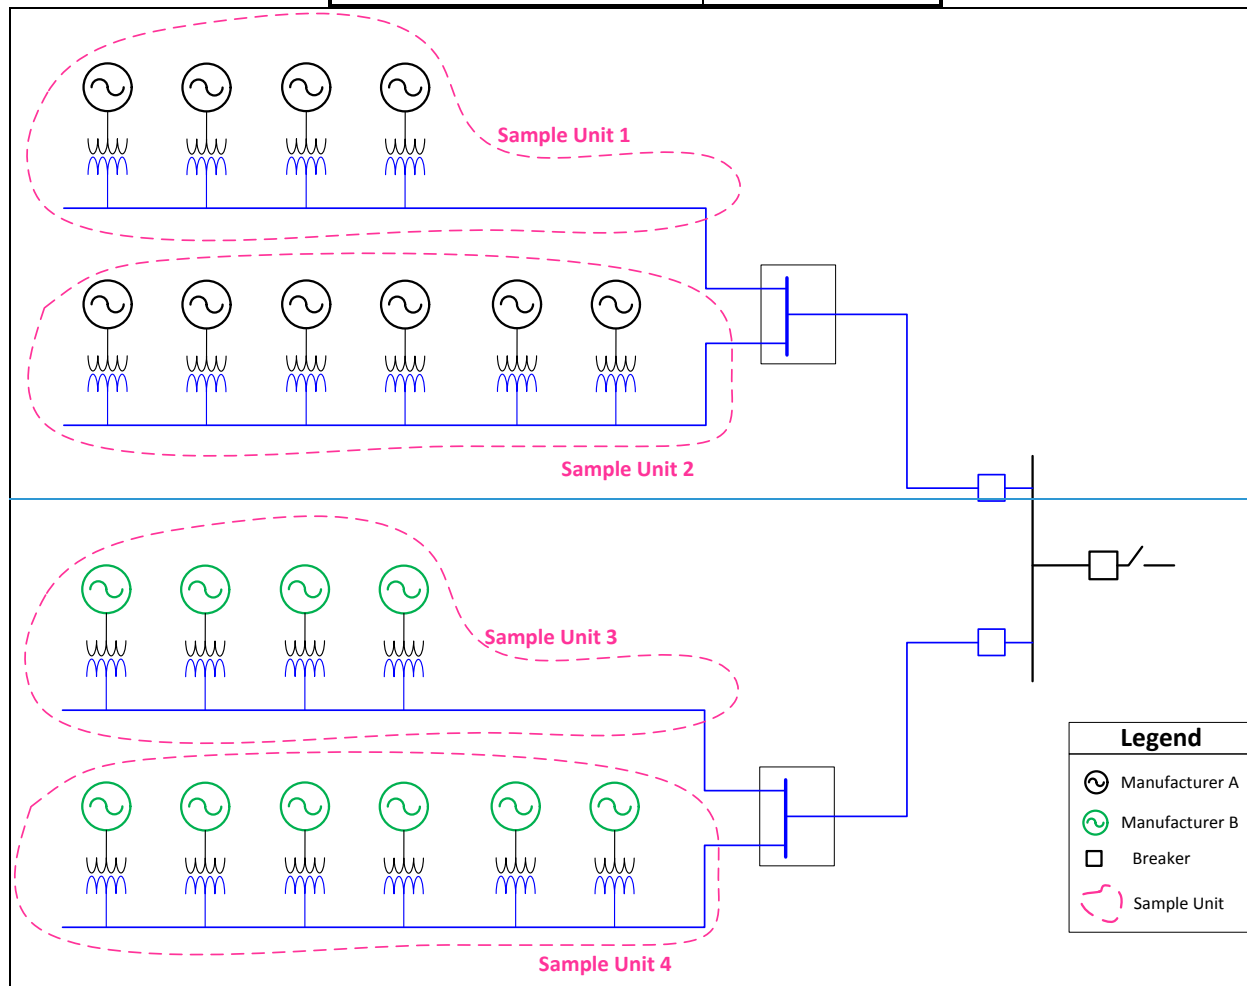 Sample Unit 1
Sample Unit 2
Sample Unit 3
Sample Unit 4
Legend
Manufacturer A
Manufacturer B
Breaker
Sample Unit